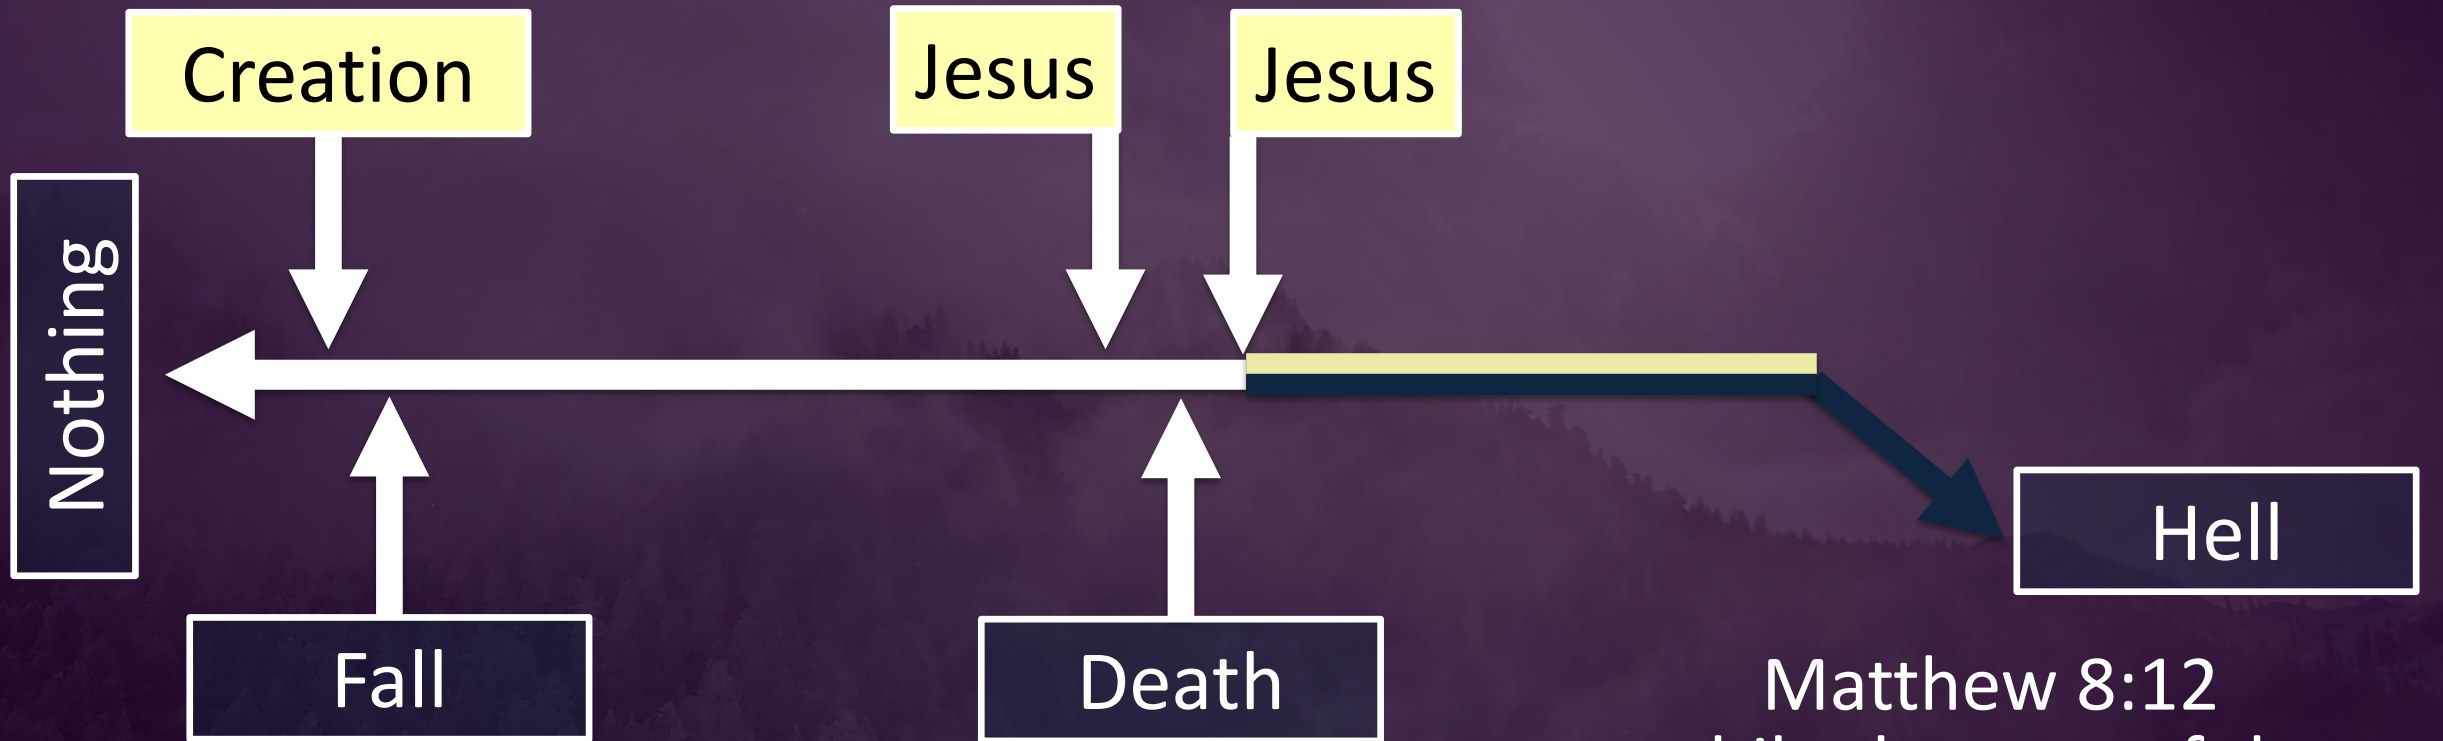 Creation
Jesus
Jesus
Nothing
Hell
Fall
Death
Matthew 8:12